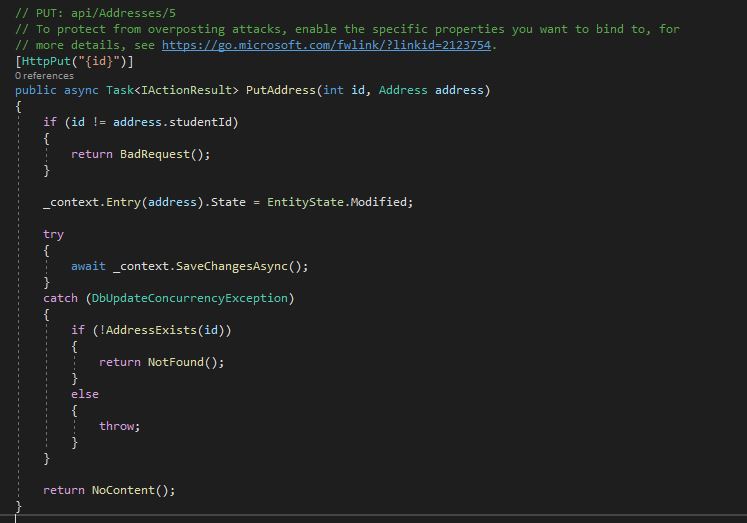 // PUT: api/Addresses/5
// To protect from overposting attacks, enable the specific properties you want to bind to, for
// more details, see https://go.microsoft.com/fwlink/?linkid=2123754.
[HttpPut("{id}")]
0 references
public async Task<IActionResult> PutAddress(int id, Address address)
{
    if (id != address.studentId)
    {
        return BadRequest();
    }

    _context.Entry(address).State = EntityState.Modified;

    try
    {
        await _context.SaveChangesAsync();
    }
    catch (DbUpdateConcurrencyException)
    {
        if (!AddressExists(id))
        {
            return NotFound();
        }
        else
        {
            throw;
        }
    }

    return NoContent();
}